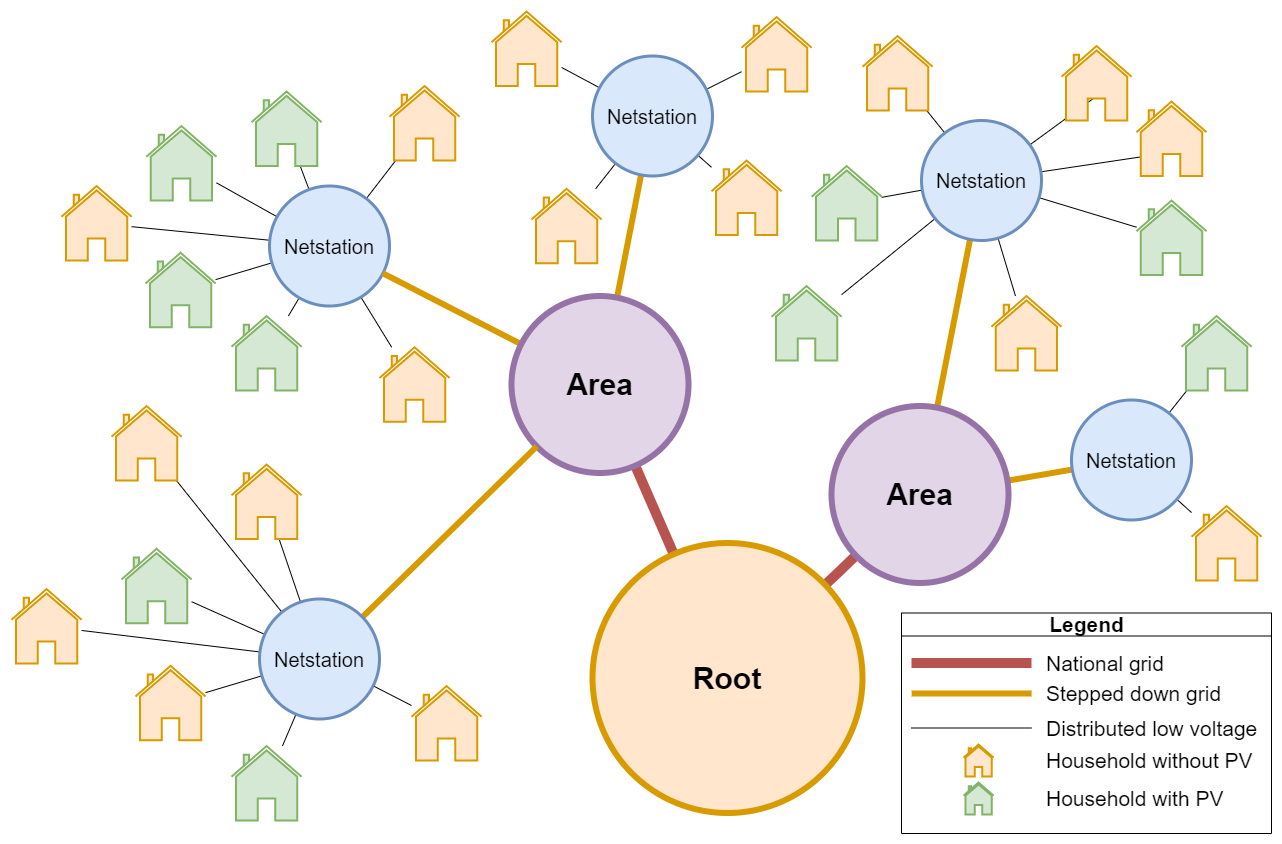 Netstation
Netstation
Netstation
Area
Netstation
Area
Netstation
Root
Legend
National grid
Stepped down grid
Distributed low voltage
Household without PV
Household with PV